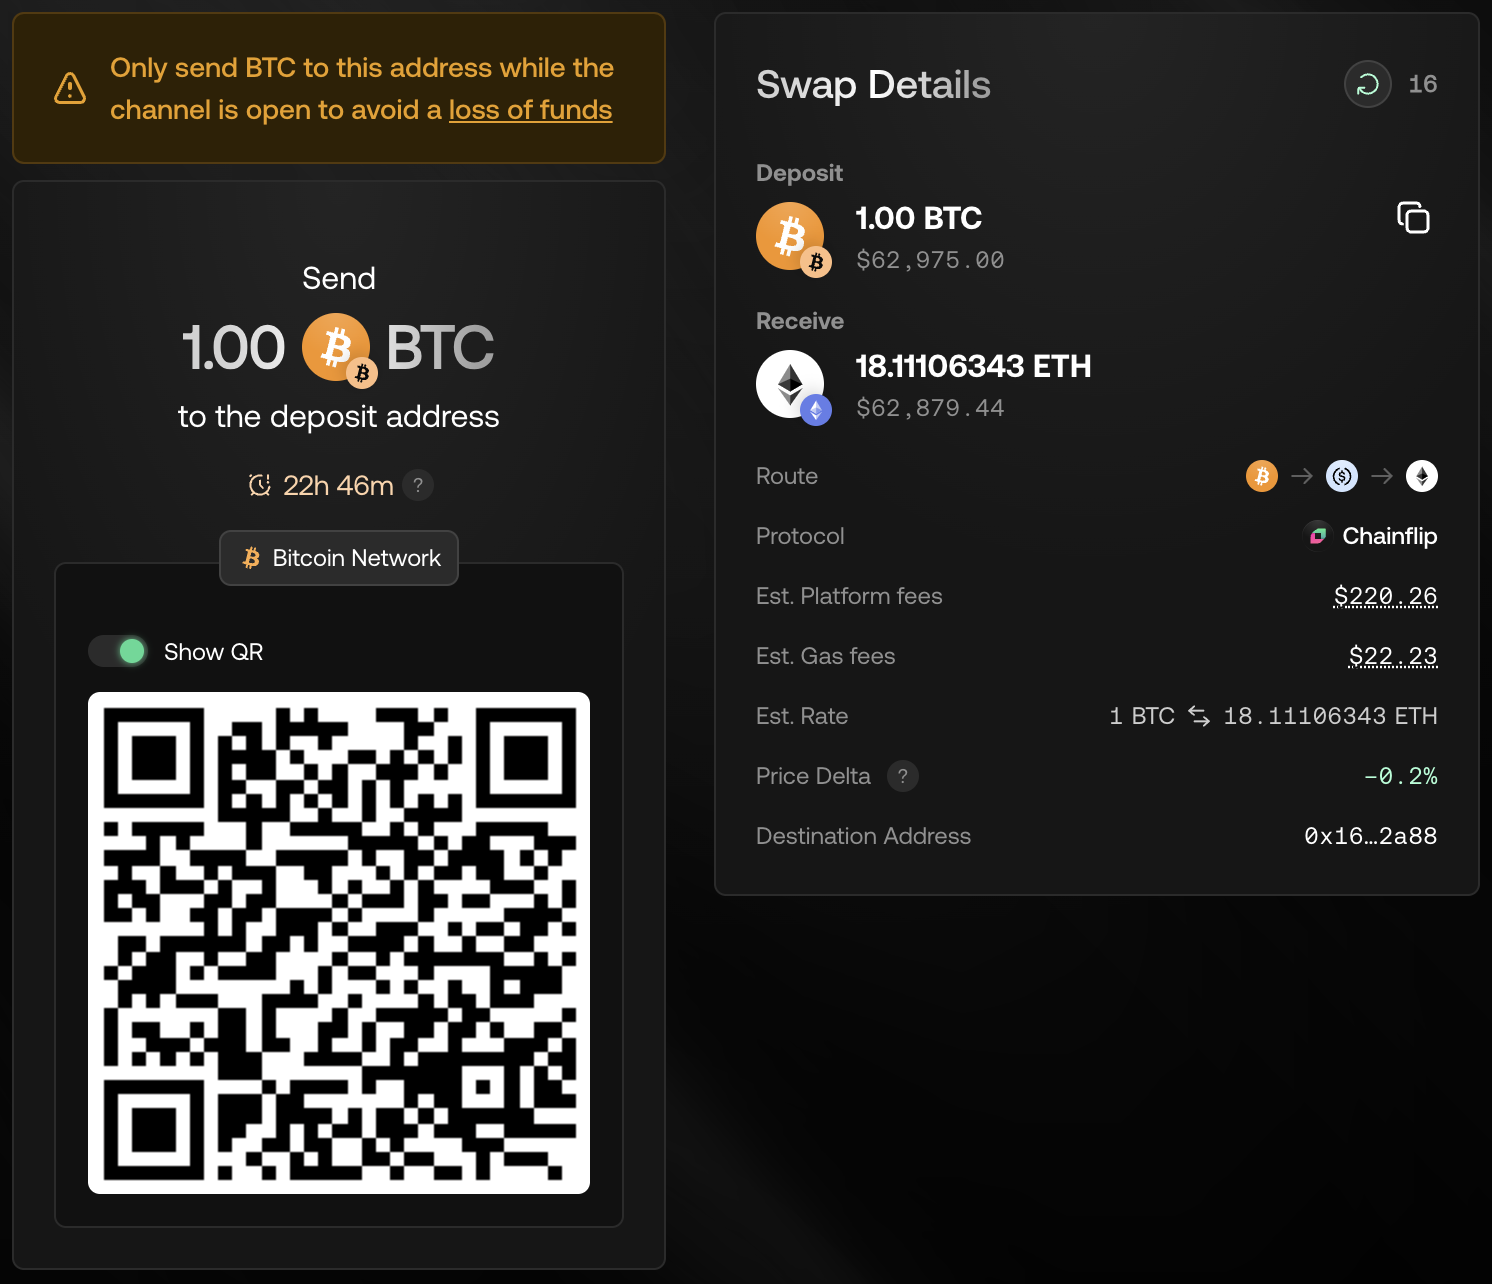 Only send BTC to this address while the
channel is open to avoid a loss of funds
Send
1.00 BTC
to the deposit address
22h 46m ?
Bitcoin Network
Show QR
Swap Details
16
Deposit
1.00 BTC
$62,975.00
Receive
18.11106343 ETH
$62,879.44
Route
Protocol Chainflip
Est. Platform fees $220.26
Est. Gas fees $22.23
Est. Rate 1 BTC ⇆ 18.11106343 ETH
Price Delta ? -0.2%
Destination Address 0x16…2a88